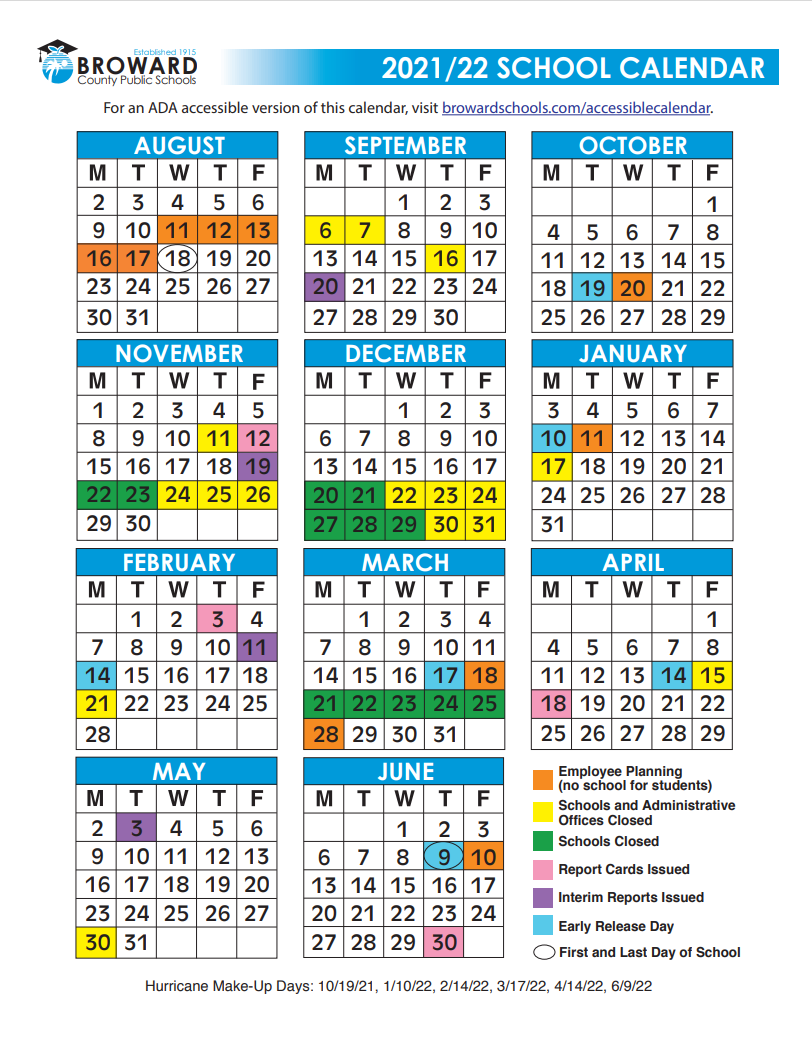 Established 1915
BROWARD
County Public Schools
2021/22 SCHOOL CALENDAR
For an ADA accessible version of this calendar, visit browardschools.com/accessiblecalendar.
AUGUST
M T W T F
2 3 4 5 6
9 10 11 12 13
16 17 18 19 20
23 24 25 26 27
30 31
SEPTEMBER
M T W T F
1 2 3
6 7 8 9 10
13 14 15 16 17
20 21 22 23 24
27 28 29 30
OCTOBER
M T W T F
1
4 5 6 7 8
11 12 13 14 15
18 19 20 21 22
25 26 27 28 29
NOVEMBER
M T W T F
1 2 3 4 5
8 9 10 11 12
15 16 17 18 19
22 23 24 25 26
29 30
DECEMBER
M T W T F
1 2 3
6 7 8 9 10
13 14 15 16 17
20 21 22 23 24
27 28 29 30 31
JANUARY
M T W T F
3 4 5 6 7
10 11 12 13 14
17 18 19 20 21
24 25 26 27 28
31
FEBRUARY
M T W T F
1 2 3 4
7 8 9 10 11
14 15 16 17 18
21 22 23 24 25
28
MARCH
M T W T F
1 2 3 4
7 8 9 10 11
14 15 16 17 18
21 22 23 24 25
28 29 30 31
APRIL
M T W T F
1
4 5 6 7 8
11 12 13 14 15
18 19 20 21 22
25 26 27 28 29
MAY
M T W T F
2 3 4 5 6
9 10 11 12 13
16 17 18 19 20
23 24 25 26 27
30 31
JUNE
M T W T F
1 2 3
6 7 8 9 10
13 14 15 16 17
20 21 22 23 24
27 28 29 30
Employee Planning
(no school for students)
Schools and Administrative
Offices Closed
Schools Closed
Report Cards Issued
Interim Reports Issued
Early Release Day
First and Last Day of School
Hurricane Make-Up Days: 10/19/21, 1/10/22, 2/14/22, 3/17/22, 4/14/22, 6/9/22